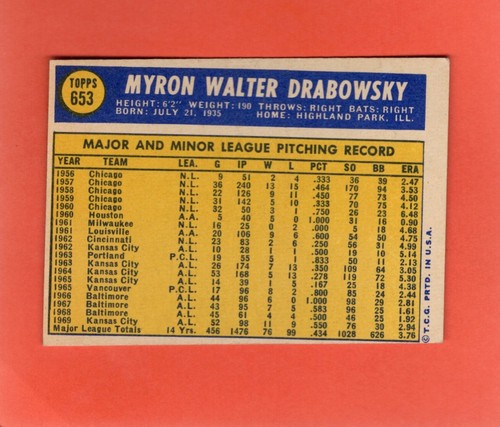 TOPPS
653
MYRON WALTER DRABOWSKY
HEIGHT: 6'2" WEIGHT: 190 THROWS: RIGHT BATS: RIGHT
BORN: JULY 21, 1935 HOME: HIGHLAND PARK, ILL.
MAJOR AND MINOR LEAGUE PITCHING RECORD
YEAR TEAM LEA. G IP W L PCT SO BB ERA
1956 Chicago N.L. 9 51 2 4 .333 36 39 2.47
1957 Chicago N.L. 36 240 13 15 .464 170 94 3.53
1958 Chicago N.L. 22 126 9 11 .450 77 73 4.50
1959 Chicago N.L. 31 142 5 10 .333 70 75 4.12
1960 Chicago N.L. 32 50 3 1 .750 26 23 6.48
1960 Houston A.A. 5 40 5 0 1.000 31 10 0.90
1961 Milwaukee N.L. 16 25 0 2 .000 5 18 4.68
1961 Louisville A.A. 20 9 6 .600 5.19
1962 Cincinnati N.L. 23 83 2 6 .250 56 31 4.99
1962 Kansas City A.L. 10 28 1 1 .500 19 10 5.14
1963 Portland P.C.L. 19 55 5 1 .833 50 11 2.13
1963 Kansas City A.L. 26 174 7 13 .350 109 64 3.05
1964 Kansas City A.L. 53 168 5 13 .278 119 72 5.30
1965 Kansas City A.L. 14 39 1 5 .167 25 18 4.38
1965 Vancouver P.C.L. 17 96 8 2 .800 85 24 2.44
1966 Baltimore A.L. 44 96 6 0 1.000 98 29 2.81
1967 Baltimore A.L. 43 95 7 5 .583 96 25 1.61
1968 Baltimore A.L. 45 61 4 4 .500 46 25 1.92
1969 Kansas City A.L. 52 98 11 9 .550 76 30 2.94
Major League Totals 14 Yrs. 456 1476 76 99 .434 1028 626 3.76
© T.C.G. PRTD. IN U.S.A.